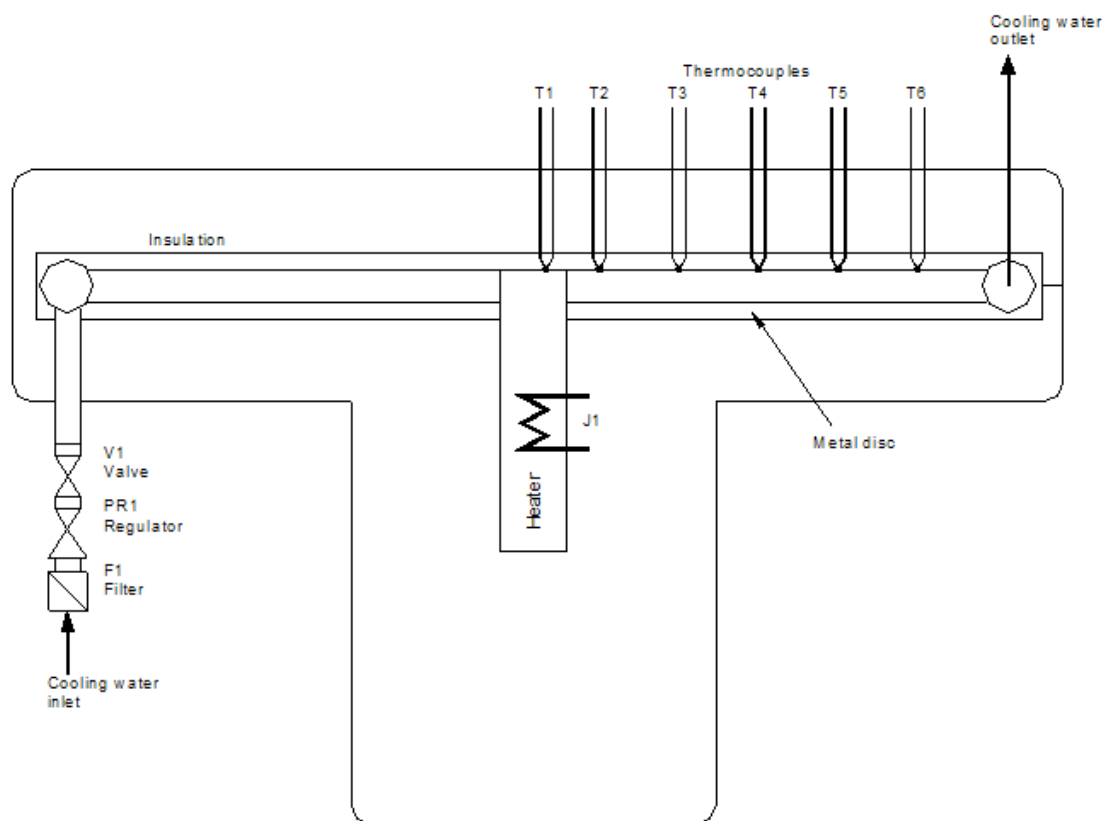 Cooling water
outlet
Thermocouples
T1 T2 T3 T4 T5 T6
Insulation
J1
Metal disc
Heater
V1
Valve
PR1
Regulator
F1
Filter
Cooling water
inlet